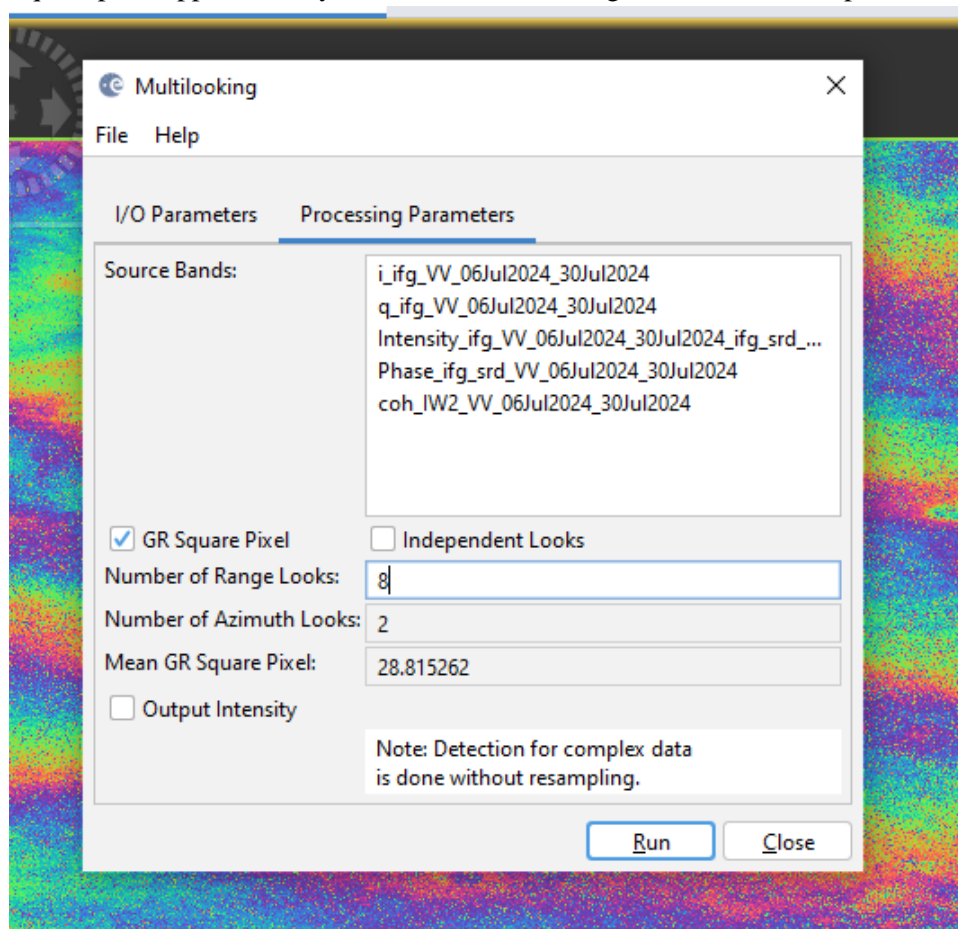 Multilooking
File Help
I/O Parameters Processing Parameters
Source Bands:
i_ifg_VV_06Jul2024_30Jul2024
q_ifg_VV_06Jul2024_30Jul2024
Intensity_ifg_VV_06Jul2024_30Jul2024_ifg_srd_...
Phase_ifg_srd_VV_06Jul2024_30Jul2024
coh_IW2_VV_06Jul2024_30Jul2024
GR Square Pixel Independent Looks
Number of Range Looks: 8
Number of Azimuth Looks: 2
Mean GR Square Pixel: 28.815262
Output Intensity
Note: Detection for complex data
is done without resampling.
Run Close